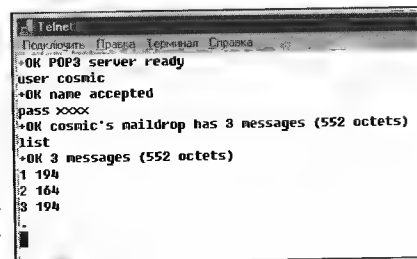 Telnet
Подключить Правка Терминал Справка
+OK POP3 server ready
user cosmic
+OK name accepted
pass xxxx
+OK cosmic's maildrop has 3 messages (552 octets)
list
+OK 3 messages (552 octets)
1 194
2 164
3 194
.